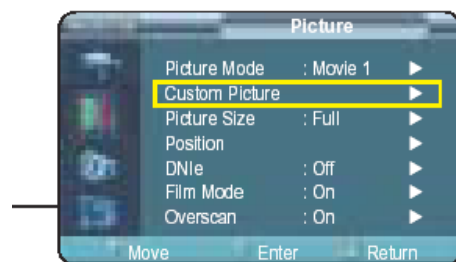 Picture
Picture Mode : Movie 1 ▶
Custom Picture ▶
Picture Size : Full ▶
Position ▶
DNIe : Off ▶
Film Mode : On ▶
Overscan : On ▶
Move Enter Return